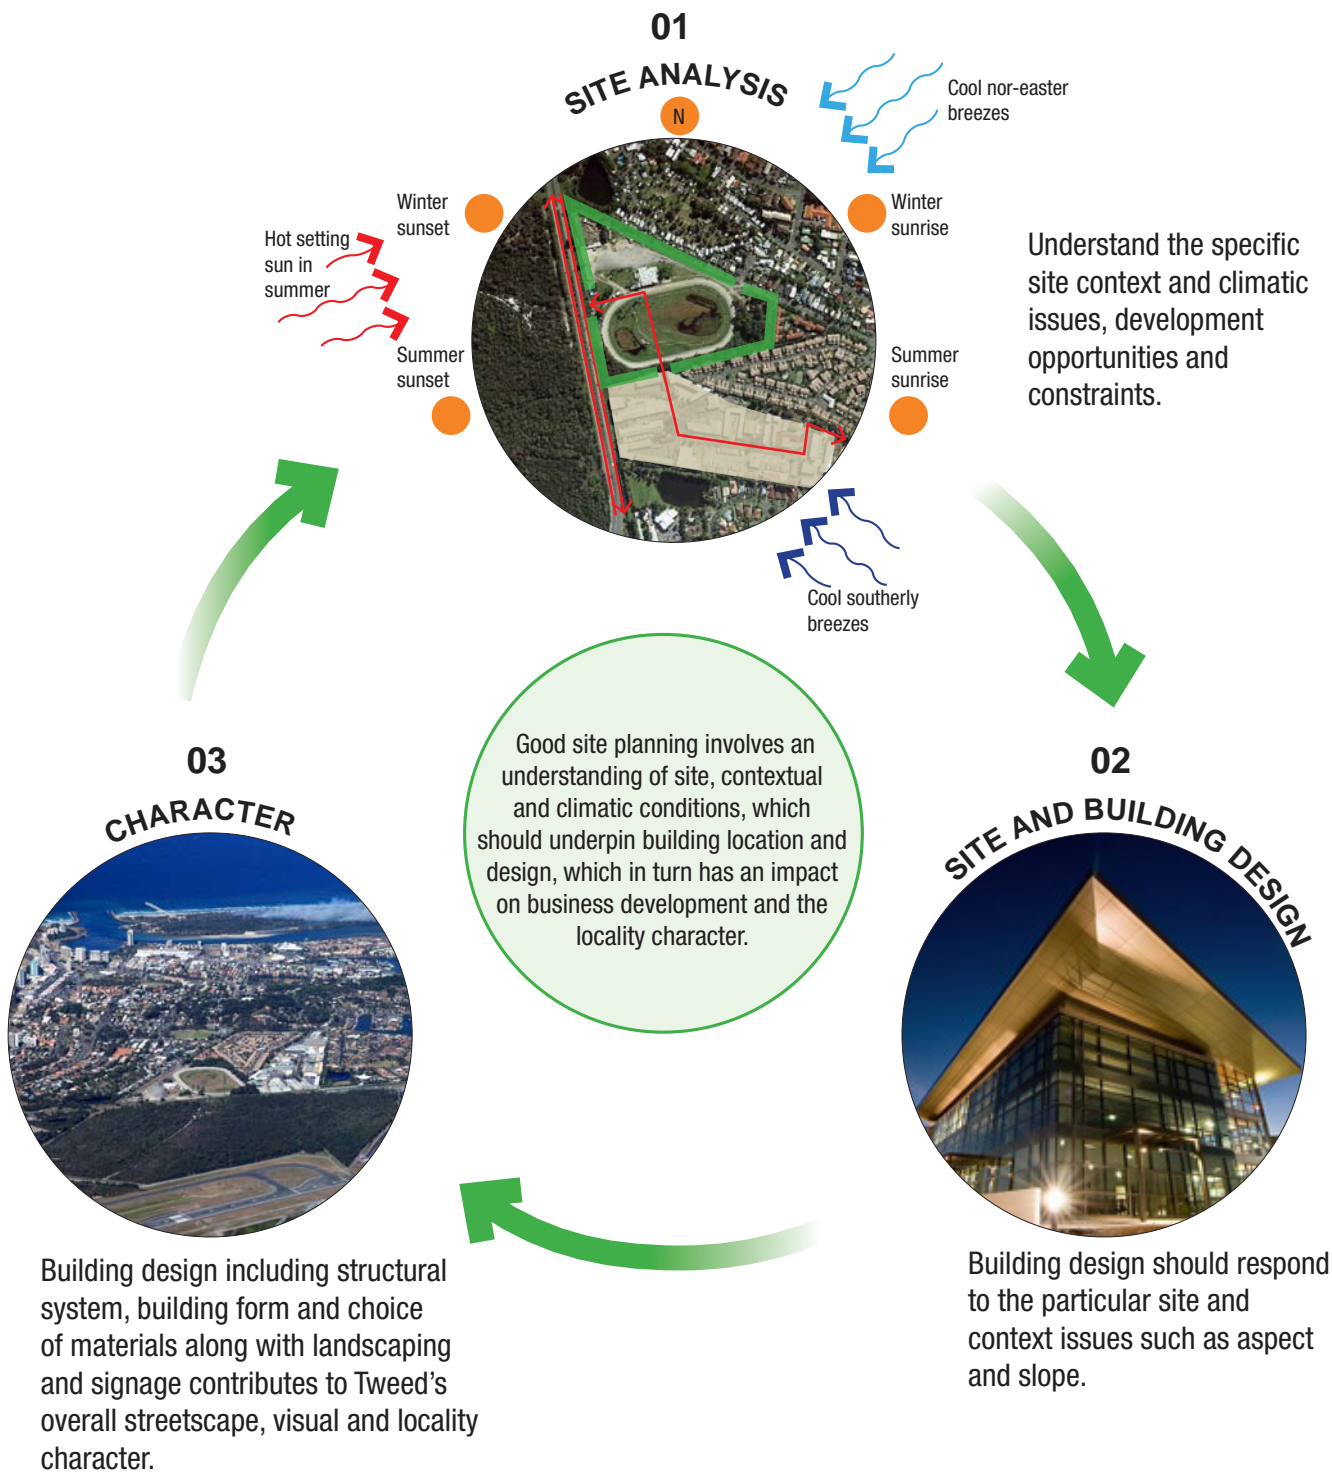 01
SITE ANALYSIS
N
Cool nor-easter
breezes
Winter
sunset
Winter
sunrise
Hot setting
sun in
summer
Summer
sunset
Summer
sunrise
Understand the specific
site context and climatic
issues, development
opportunities and
constraints.
Cool southerly
breezes
Good site planning involves an
understanding of site, contextual
and climatic conditions, which
should underpin building location and
design, which in turn has an impact
on business development and the
locality character.
02
SITE AND BUILDING DESIGN
Building design should respond
to the particular site and
context issues such as aspect
and slope.
03
CHARACTER
Building design including structural
system, building form and choice
of materials along with landscaping
and signage contributes to Tweed’s
overall streetscape, visual and locality
character.